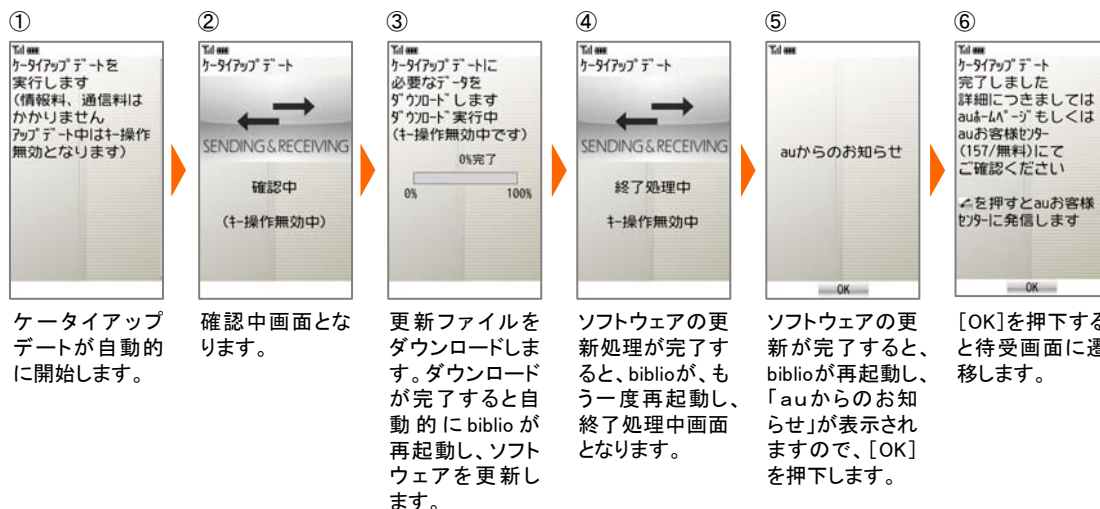 ①
ケータイアップデートを
実行します
(情報料、通信料は
かかりません
アップデート中はキー操作
無効となります)
ケータイアップ
デートが自動的
に開始します。
②
ケータイアップデート
SENDING&RECEIVING
確認中
(キー操作無効中)
確認中画面とな
ります。
③
ケータイアップデートに
必要なデータを
ダウンロードします
ダウンロード実行中
(キー操作無効中です)
0%完了
0% 100%
更新ファイルを
ダウンロードしま
す。ダウンロード
が完了すると自
動的に biblio が
再起動し、ソフト
ウェアを更新し
ます。
④
ケータイアップデート
SENDING&RECEIVING
終了処理中
キー操作無効中
ソフトウェアの更
新処理が完了す
ると、biblioが、も
う一度再起動し、
終了処理中画面
となります。
⑤
auからのお知らせ
OK
ソフトウェアの更
新が完了すると、
biblioが再起動し、
「auからのお知
らせ」が表示され
ますので、[OK]
を押下します。
⑥
ケータイアップデート
完了しました
詳細につきましては
auホームページもしくは
auお客様センター
(157/無料)にて
ご確認ください
を押すとauお客様
センターに発信します
OK
[OK]を押下する
と待受画面に遷
移します。